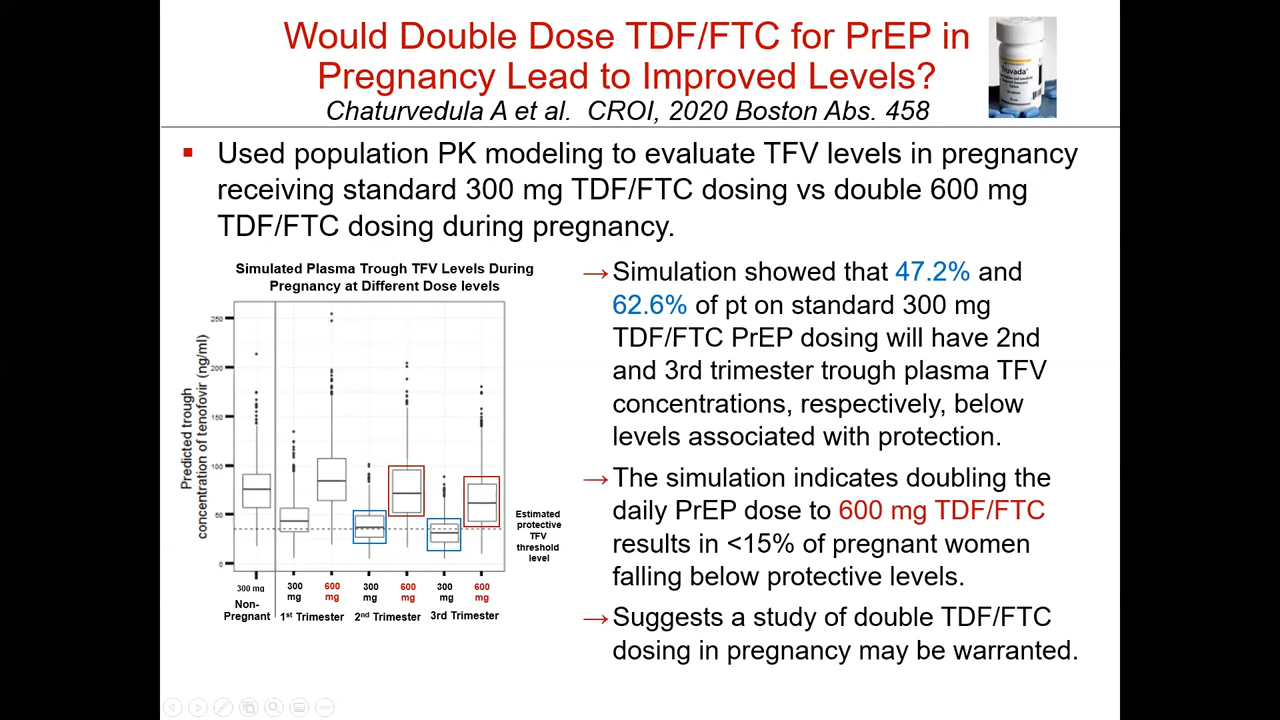 Would Double Dose TDF/FTC for PrEP in
Pregnancy Lead to Improved Levels?
Chaturvedula A et al. CROI, 2020 Boston Abs. 458
Truvada
Used population PK modeling to evaluate TFV levels in pregnancy
receiving standard 300 mg TDF/FTC dosing vs double 600 mg
TDF/FTC dosing during pregnancy.
Simulated Plasma Trough TFV Levels During
Pregnancy at Different Dose levels
Predicted trough
concentration of tenofovir (ng/ml)
250
200
150
100
50
0
Estimated
protective
TFV
threshold
level
300 mg
300
mg
600
mg
300
mg
600
mg
300
mg
600
mg
Non-
Pregnant
1st Trimester
2nd Trimester
3rd Trimester
→Simulation showed that 47.2% and
62.6% of pt on standard 300 mg
TDF/FTC PrEP dosing will have 2nd
and 3rd trimester trough plasma TFV
concentrations, respectively, below
levels associated with protection.
→The simulation indicates doubling the
daily PrEP dose to 600 mg TDF/FTC
results in <15% of pregnant women
falling below protective levels.
→Suggests a study of double TDF/FTC
dosing in pregnancy may be warranted.